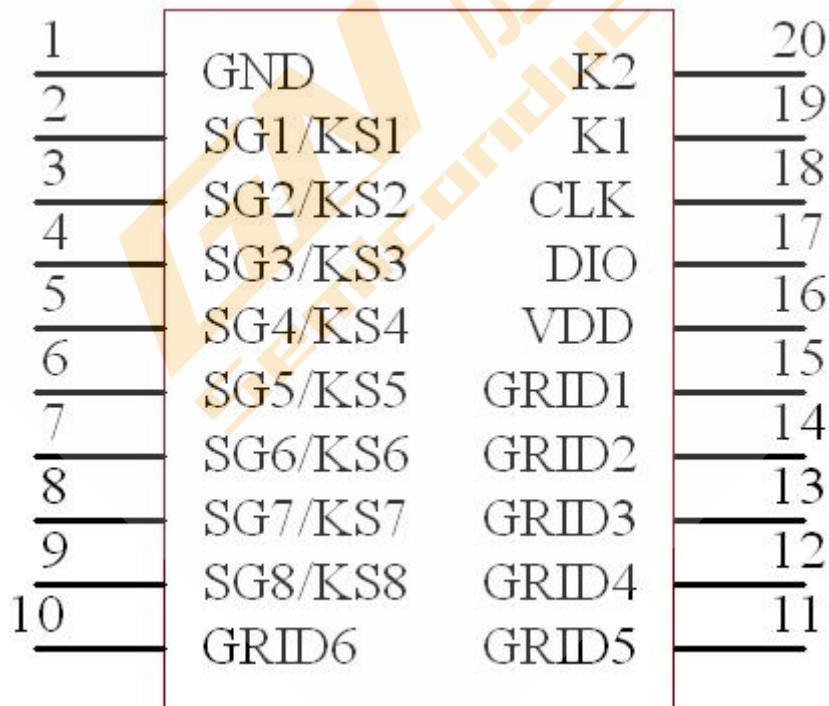 1 GND K2 20
2 SG1/KS1 K1 19
3 SG2/KS2 CLK 18
4 SG3/KS3 DIO 17
5 SG4/KS4 VDD 16
6 SG5/KS5 GRID1 15
7 SG6/KS6 GRID2 14
8 SG7/KS7 GRID3 13
9 SG8/KS8 GRID4 12
10 GRID6 GRID5 11